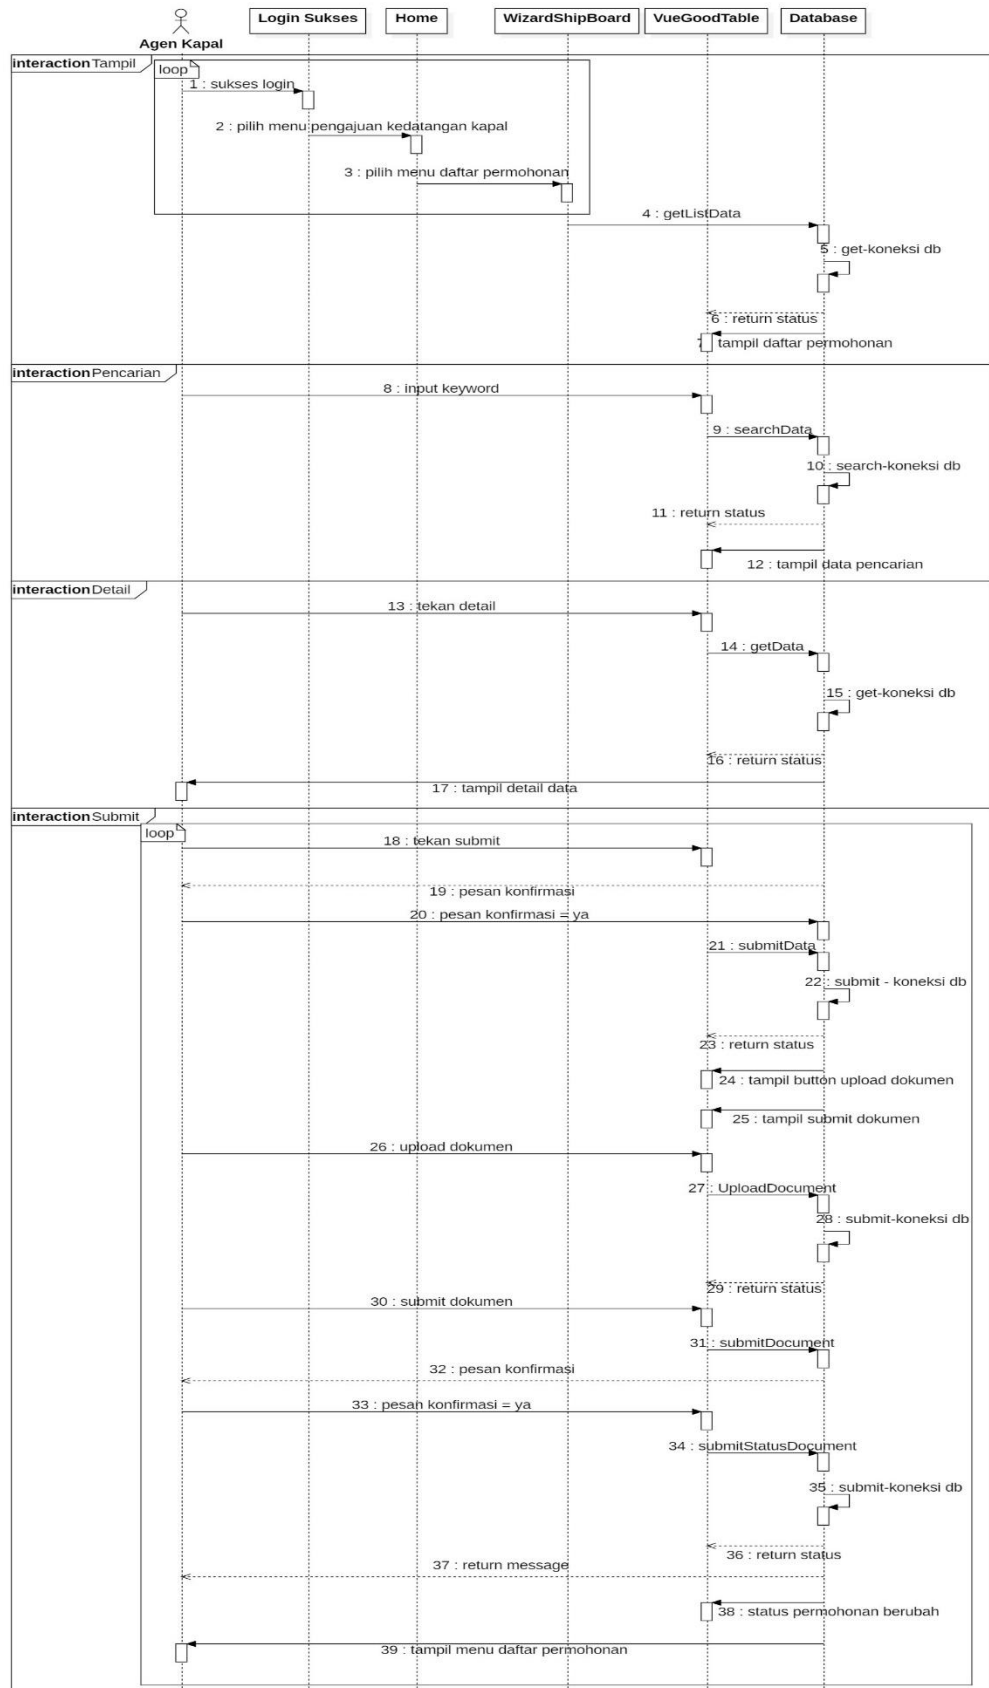 Login Sukses
Home
WizardShipBoard
VueGoodTable
Database
Agen Kapal
interaction Tampil
loop
1 : sukses login
2 : pilih menu pengajuan kedatangan kapal
3 : pilih menu daftar permohonan
4 : getListData
5 : get-koneksi db
6 : return status
7 : tampil daftar permohonan
interaction Pencarian
8 : input keyword
9 : searchData
10 : search-koneksi db
11 : return status
12 : tampil data pencarian
interaction Detail
13 : tekan detail
14 : getData
15 : get-koneksi db
16 : return status
17 : tampil detail data
interaction Submit
loop
18 : tekan submit
19 : pesan konfirmasi
20 : pesan konfirmasi = ya
21 : submitData
22 : submit - koneksi db
23 : return status
24 : tampil button upload dokumen
25 : tampil submit dokumen
26 : upload dokumen
27 : UploadDocument
28 : submit-koneksi db
29 : return status
30 : submit dokumen
31 : submitDocument
32 : pesan konfirmasi
33 : pesan konfirmasi = ya
34 : submitStatusDocument
35 : submit-koneksi db
36 : return status
37 : return message
38 : status permohonan berubah
39 : tampil menu daftar permohonan